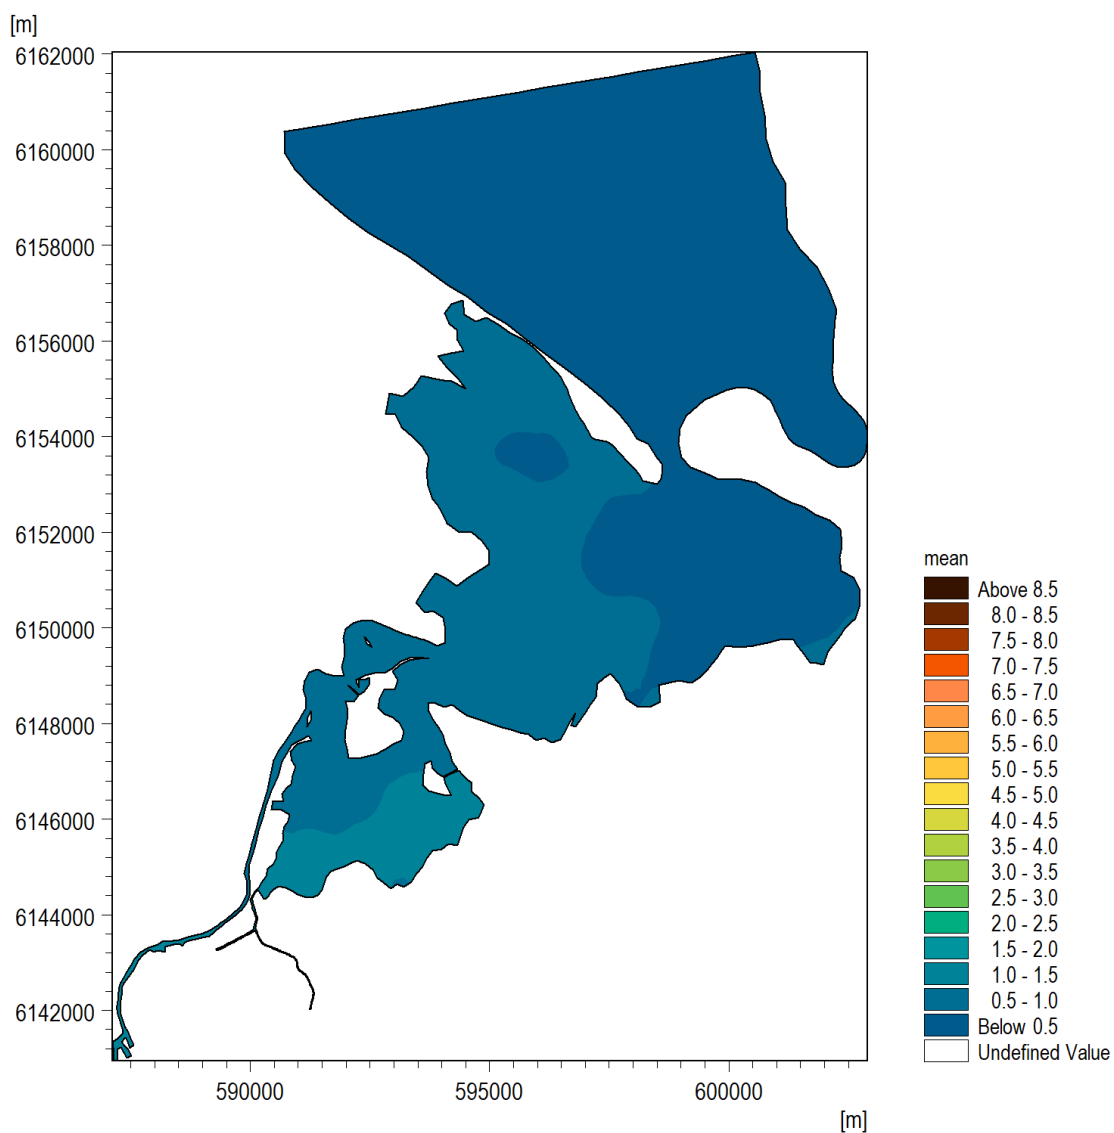 [m]
6162000
6160000
6158000
6156000
6154000
6152000
6150000
6148000
6146000
6144000
6142000
590000 595000 600000
[m]
mean
Above 8.5
8.0 - 8.5
7.5 - 8.0
7.0 - 7.5
6.5 - 7.0
6.0 - 6.5
5.5 - 6.0
5.0 - 5.5
4.5 - 5.0
4.0 - 4.5
3.5 - 4.0
3.0 - 3.5
2.5 - 3.0
2.0 - 2.5
1.5 - 2.0
1.0 - 1.5
0.5 - 1.0
Below 0.5
Undefined Value